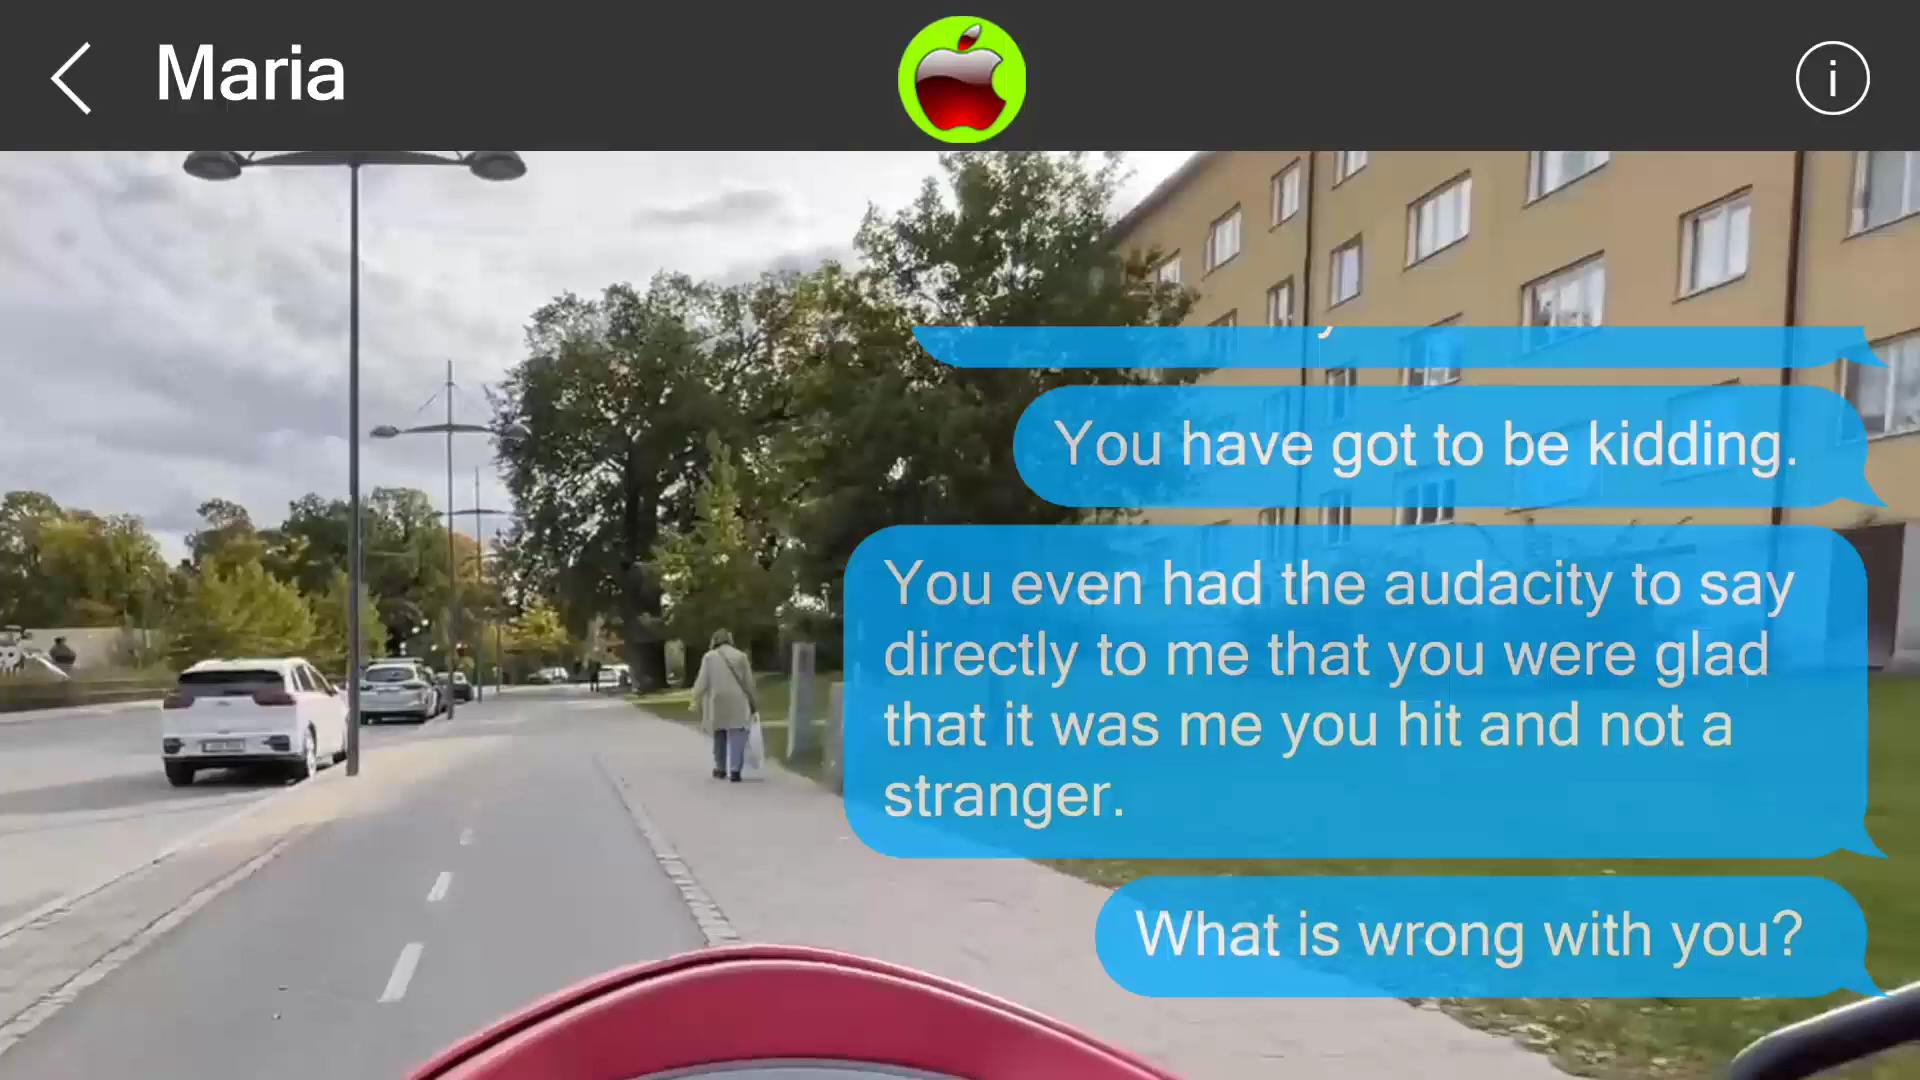 Maria
i
You have got to be kidding.
You even had the audacity to say
directly to me that you were glad
that it was me you hit and not a
stranger.
What is wrong with you?